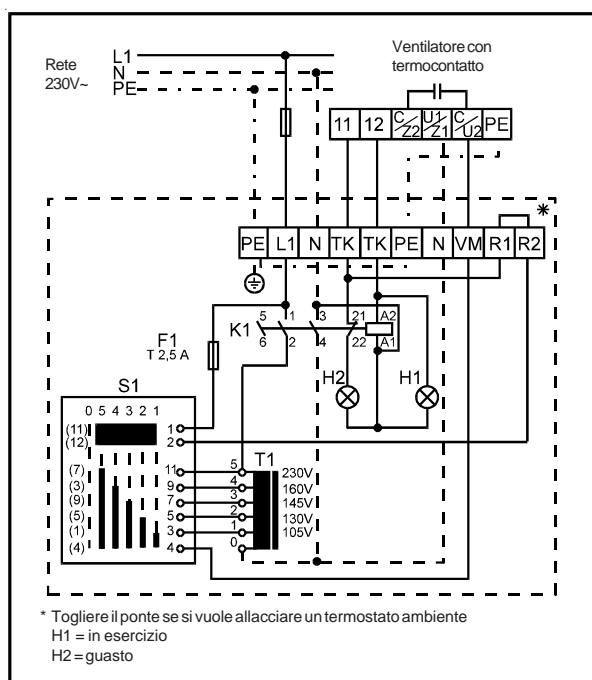 Rete
230V~
L1
N
PE
Ventilatore con
termocontatto
11 12 C/Z2 U1/Z1 C/U2 PE
*
PE L1 N TK TK PE N VM R1 R2
K1 5 1 3 21 A2
6 2 4 22 A1
F1
T 2,5 A
H2 H1
S1
0 5 4 3 2 1
(11) 1
(12) 2
(7) 11
(3) 9
(9) 7
(5) 5
(1) 3
(4) 4
T1
5 230V
4 160V
3 145V
2 130V
1 105V
0
* Togliere il ponte se si vuole allacciare un termostato ambiente
H1 = in esercizio
H2 = guasto